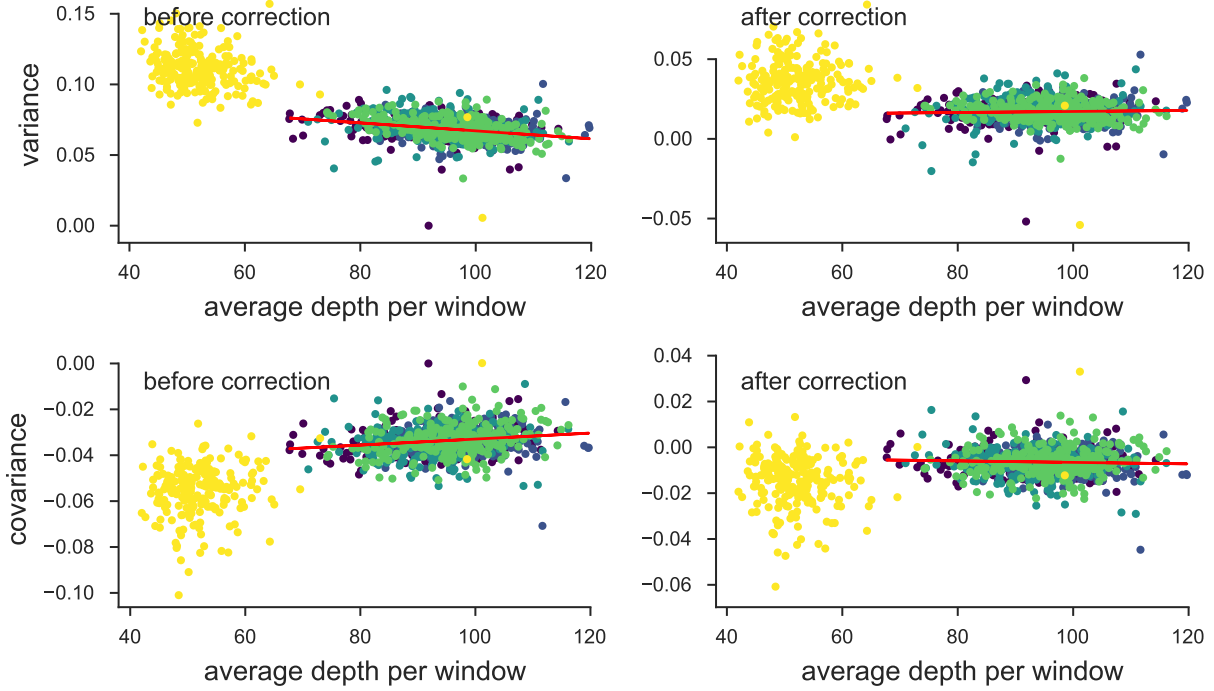 before correction
after correction
0.15
0.10
0.05
0.00
variance
0.05
0.00
−0.05
40 60 80 100 120
40 60 80 100 120
average depth per window
average depth per window
before correction
after correction
0.00
−0.02
−0.04
−0.06
−0.08
−0.10
covariance
0.04
0.02
0.00
−0.02
−0.04
−0.06
40 60 80 100 120
40 60 80 100 120
average depth per window
average depth per window